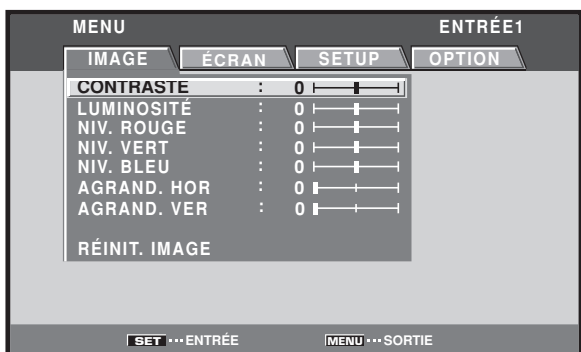 MENU ENTRÉE1
IMAGE ÉCRAN SETUP OPTION
CONTRASTE : 0
LUMINOSITÉ : 0
NIV. ROUGE : 0
NIV. VERT : 0
NIV. BLEU : 0
AGRAND. HOR : 0
AGRAND. VER : 0
RÉINIT. IMAGE
SET ···ENTRÉE MENU ···SORTIE